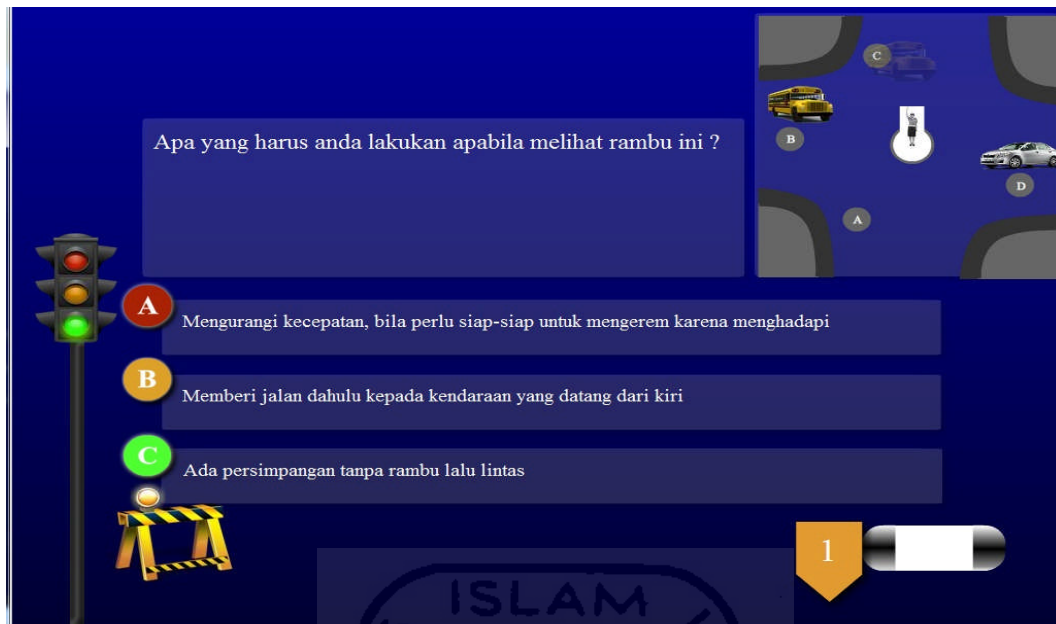 C
B
D
A
Apa yang harus anda lakukan apabila melihat rambu ini ?
A
Mengurangi kecepatan, bila perlu siap-siap untuk mengerem karena menghadapi
B
Memberi jalan dahulu kepada kendaraan yang datang dari kiri
C
Ada persimpangan tanpa rambu lalu lintas
1
ISLAM